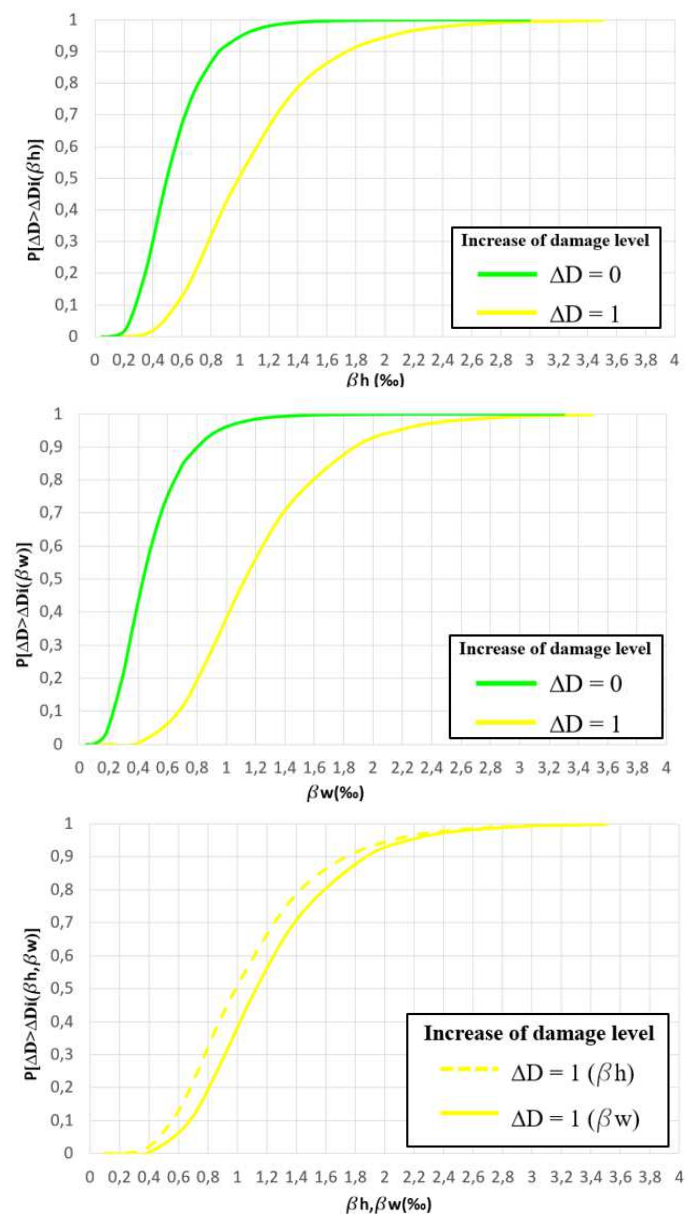 1
0,9
0,8
0,7
0,6
0,5
0,4
0,3
0,2
0,1
0
P[ΔD>ΔDi(βh)]
Increase of damage level
ΔD = 0
ΔD = 1
0 0,2 0,4 0,6 0,8 1 1,2 1,4 1,6 1,8 2 2,2 2,4 2,6 2,8 3 3,2 3,4 3,6 3,8 4
βh (‰)
1
0,9
0,8
0,7
0,6
0,5
0,4
0,3
0,2
0,1
0
P[ΔD>ΔDi(βw)]
Increase of damage level
ΔD = 0
ΔD = 1
0 0,2 0,4 0,6 0,8 1 1,2 1,4 1,6 1,8 2 2,2 2,4 2,6 2,8 3 3,2 3,4 3,6 3,8 4
βw(‰)
1
0,9
0,8
0,7
0,6
0,5
0,4
0,3
0,2
0,1
0
P[ΔD>ΔDi(βh,βw)]
Increase of damage level
ΔD = 1 (βh)
ΔD = 1 (βw)
0 0,2 0,4 0,6 0,8 1 1,2 1,4 1,6 1,8 2 2,2 2,4 2,6 2,8 3 3,2 3,4 3,6 3,8 4
βh,βw(‰)